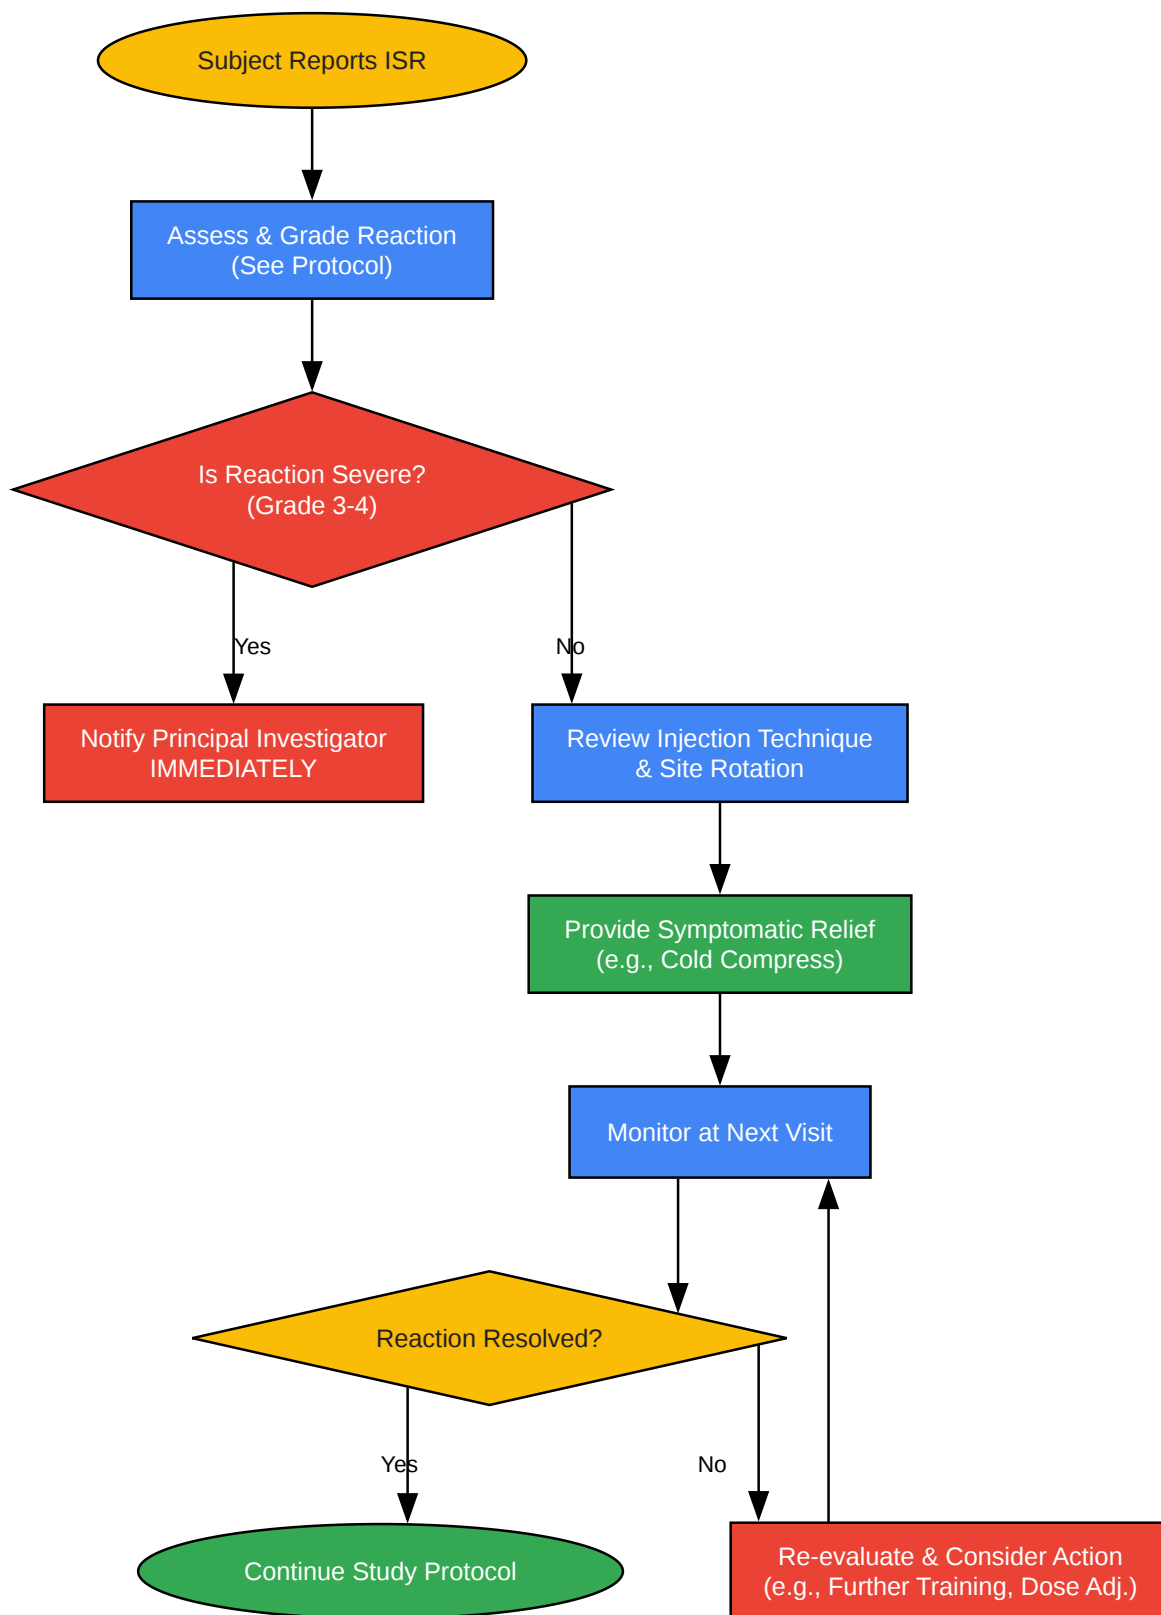 Subject Reports ISR
Assess & Grade Reaction
(See Protocol)
Is Reaction Severe?
(Grade 3-4)
Yes
No
Notify Principal Investigator
IMMEDIATELY
Review Injection Technique
& Site Rotation
Provide Symptomatic Relief
(e.g., Cold Compress)
Monitor at Next Visit
Reaction Resolved?
Yes
No
Continue Study Protocol
Re-evaluate & Consider Action
(e.g., Further Training, Dose Adj.)